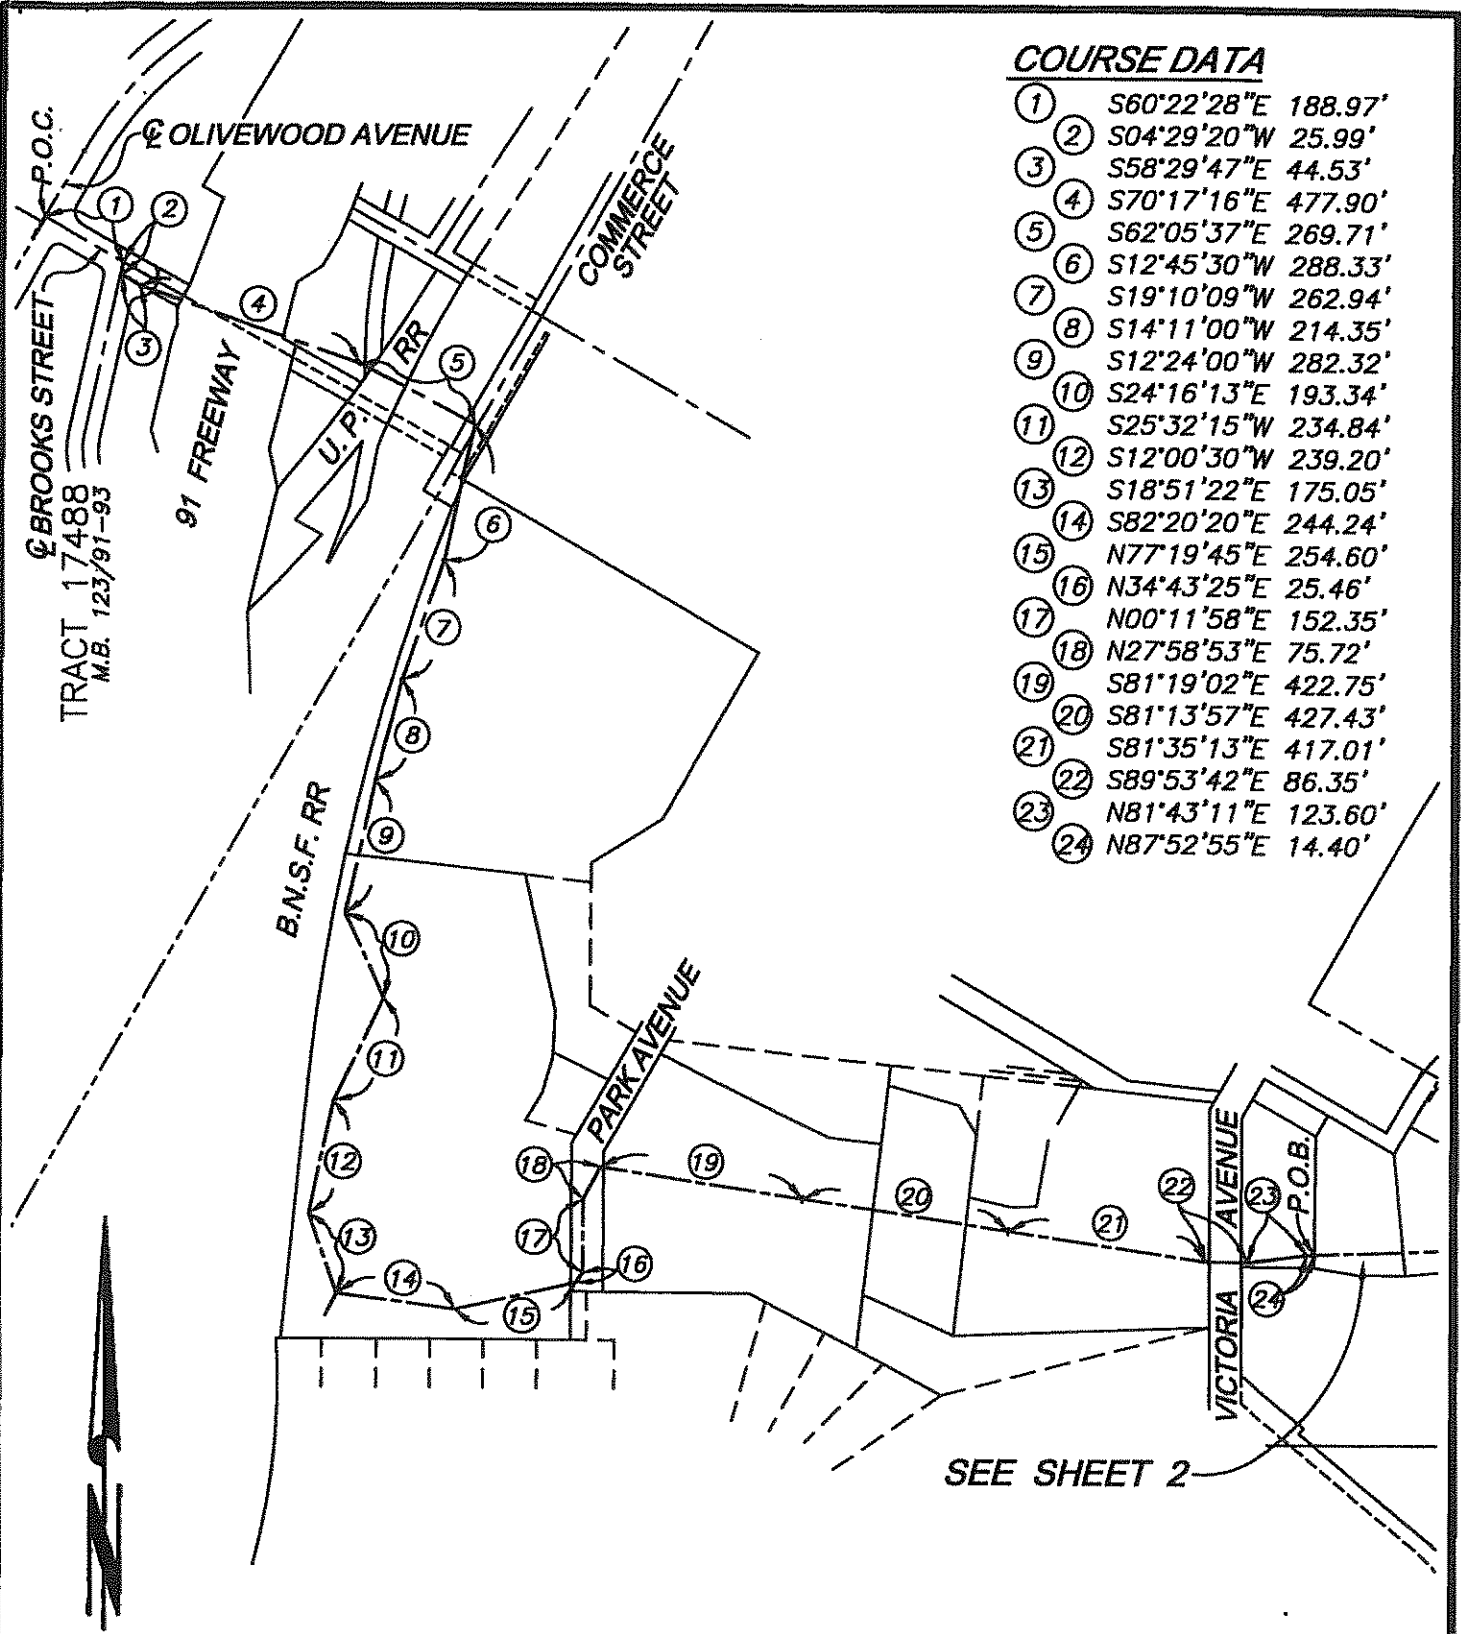 COURSE DATA
1 S60°22'28"E 188.97'
2 S04°29'20"W 25.99'
3 S58°29'47"E 44.53'
4 S70°17'16"E 477.90'
5 S62°05'37"E 269.71'
6 S12°45'30"W 288.33'
7 S19°10'09"W 262.94'
8 S14°11'00"W 214.35'
9 S12°24'00"W 282.32'
10 S24°16'13"E 193.34'
11 S25°32'15"W 234.84'
12 S12°00'30"W 239.20'
13 S18°51'22"E 175.05'
14 S82°20'20"E 244.24'
15 N77°19'45"E 254.60'
16 N34°43'25"E 25.46'
17 N00°11'58"E 152.35'
18 N27°58'53"E 75.72'
19 S81°19'02"E 422.75'
20 S81°13'57"E 427.43'
21 S81°35'13"E 417.01'
22 S89°53'42"E 86.35'
23 N81°43'11"E 123.60'
24 N87°52'55"E 14.40'
P.O.C.
℄ OLIVEWOOD AVENUE
COMMERCE
STREET
1
2
3
4
5
℄ BROOKS STREET
TRACT 17488
M.B. 123/91-93
91 FREEWAY
U. P. RR
6
7
8
9
B.N.S.F. RR
10
11
12
13
14
15
16
17
18
PARK AVENUE
19
20
21
22
23
24
VICTORIA AVENUE
P.O.B.
SEE SHEET 2
N